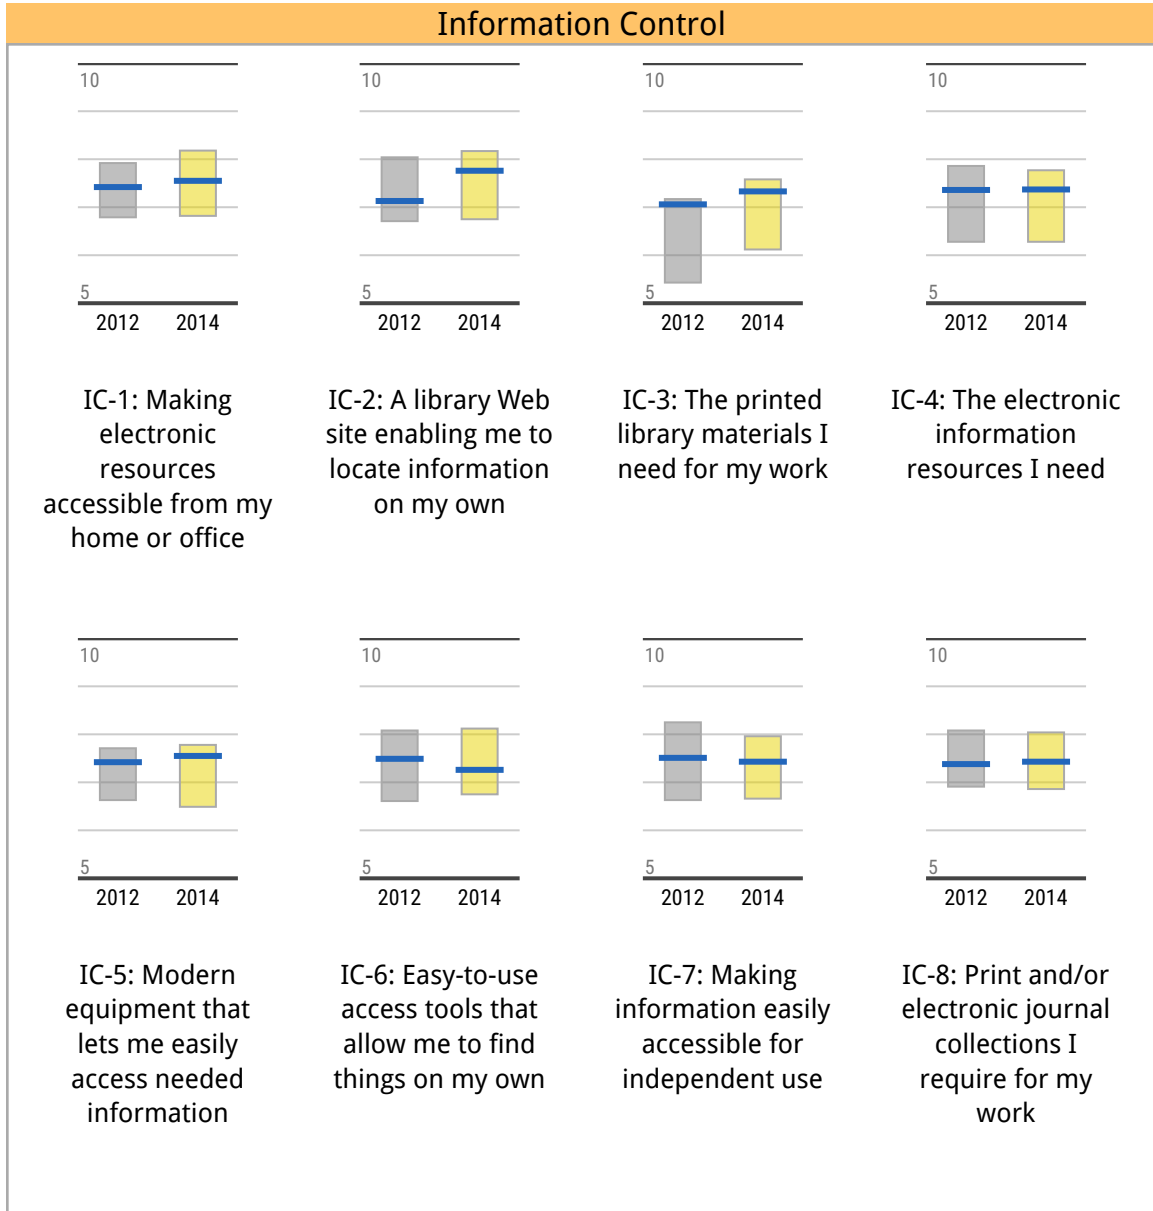 Information Control
10
10
10
10
5
5
5
5
2012 2014
2012 2014
2012 2014
2012 2014
IC-1: Making
electronic
resources
accessible from my
home or office
IC-2: A library Web
site enabling me to
locate information
on my own
IC-3: The printed
library materials I
need for my work
IC-4: The electronic
information
resources I need
10
10
10
10
5
5
5
5
2012 2014
2012 2014
2012 2014
2012 2014
IC-5: Modern
equipment that
lets me easily
access needed
information
IC-6: Easy-to-use
access tools that
allow me to find
things on my own
IC-7: Making
information easily
accessible for
independent use
IC-8: Print and/or
electronic journal
collections I
require for my
work